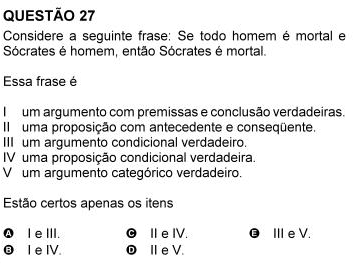 QUESTÃO 27
Considere a seguinte frase: Se todo homem é mortal e
Sócrates é homem, então Sócrates é mortal.
Essa frase é
I um argumento com premissas e conclusão verdadeiras.
II uma proposição com antecedente e conseqüente.
III um argumento condicional verdadeiro.
IV uma proposição condicional verdadeira.
V um argumento categórico verdadeiro.
Estão certos apenas os itens
A I e III. C II e IV. E III e V.
B I e IV. D II e V.